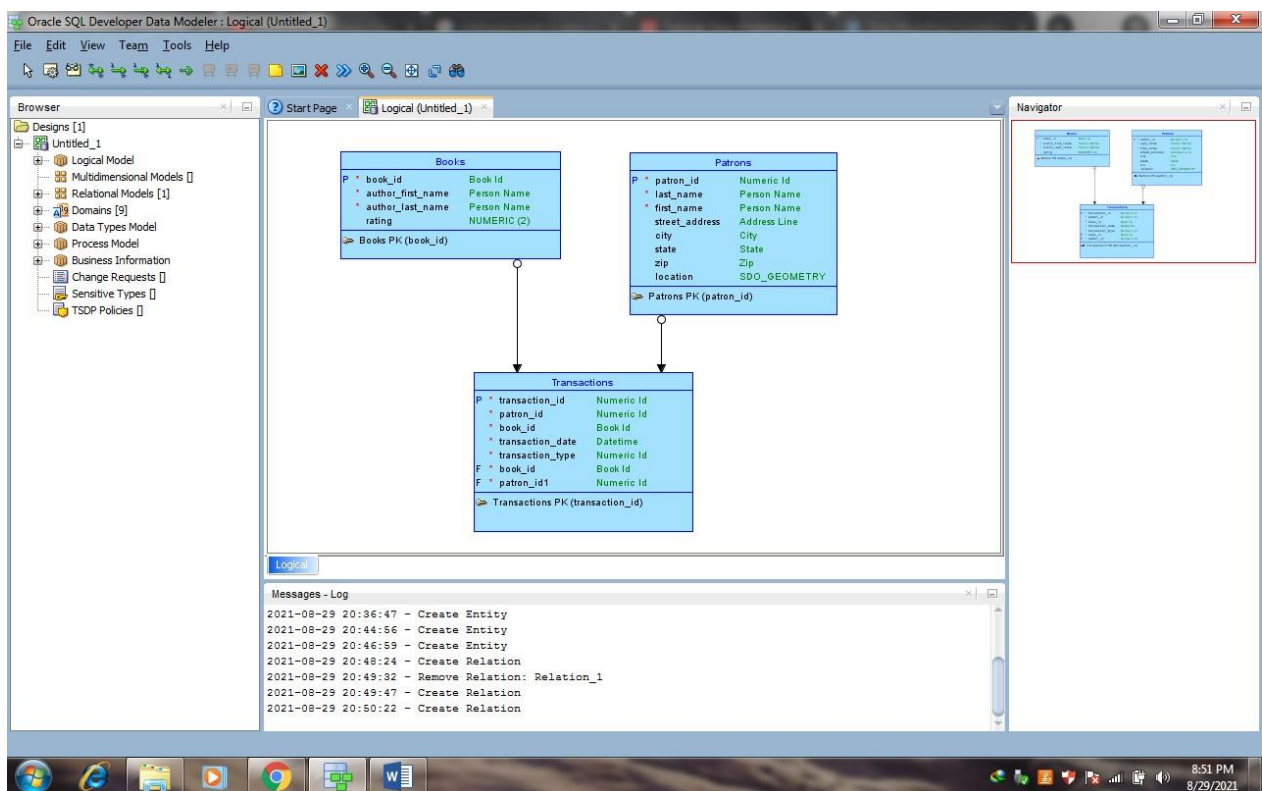 Oracle SQL Developer Data Modeler : Logical (Untitled_1)
File Edit View Team Tools Help
Browser
Designs [1]
Untitled_1
Logical Model
Multidimensional Models []
Relational Models [1]
Domains [9]
Data Types Model
Process Model
Business Information
Change Requests []
Sensitive Types []
TSDP Policies []
Start Page
Logical (Untitled_1)
Books
P * book_id Book Id
* author_first_name Person Name
* author_last_name Person Name
rating NUMERIC (2)
Books PK (book_id)
Patrons
P * patron_id Numeric Id
* last_name Person Name
* first_name Person Name
street_address Address Line
city City
state State
zip Zip
location SDO_GEOMETRY
Patrons PK (patron_id)
Transactions
P * transaction_id Numeric Id
* patron_id Numeric Id
* book_id Book Id
* transaction_date Datetime
* transaction_type Numeric Id
F * book_id Book Id
F * patron_id1 Numeric Id
Transactions PK (transaction_id)
Logical
Messages - Log
2021-08-29 20:36:47 - Create Entity
2021-08-29 20:44:56 - Create Entity
2021-08-29 20:46:59 - Create Entity
2021-08-29 20:48:24 - Create Relation
2021-08-29 20:49:32 - Remove Relation: Relation_1
2021-08-29 20:49:47 - Create Relation
2021-08-29 20:50:22 - Create Relation
Navigator
8:51 PM
8/29/2021